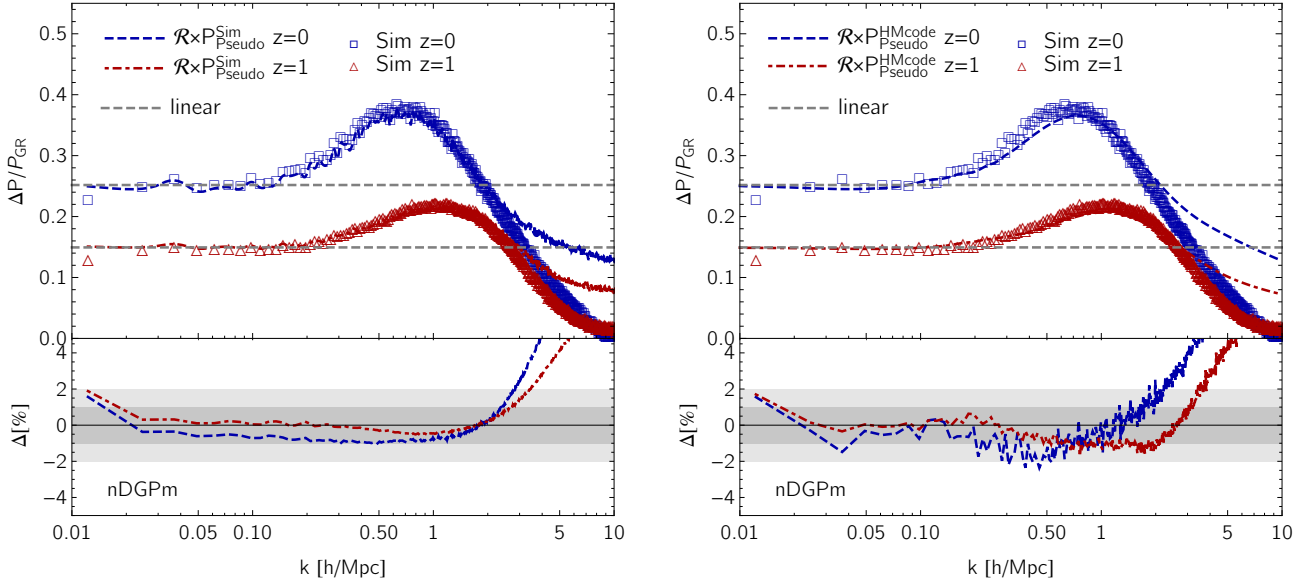 ℛ×P^Sim_Pseudo z=0 □ Sim z=0
ℛ×P^Sim_Pseudo z=1 △ Sim z=1
linear
0.5
0.4
0.3
0.2
0.1
0.0
ΔP/P_GR
4
2
0
−2
−4
Δ[%]
nDGPm
0.01 0.05 0.10 0.50 1 5 10
k [h/Mpc]
ℛ×P^HMcode_Pseudo z=0 □ Sim z=0
ℛ×P^HMcode_Pseudo z=1 △ Sim z=1
linear
0.5
0.4
0.3
0.2
0.1
0.0
ΔP/P_GR
4
2
0
−2
−4
Δ[%]
nDGPm
0.01 0.05 0.10 0.50 1 5 10
k [h/Mpc]